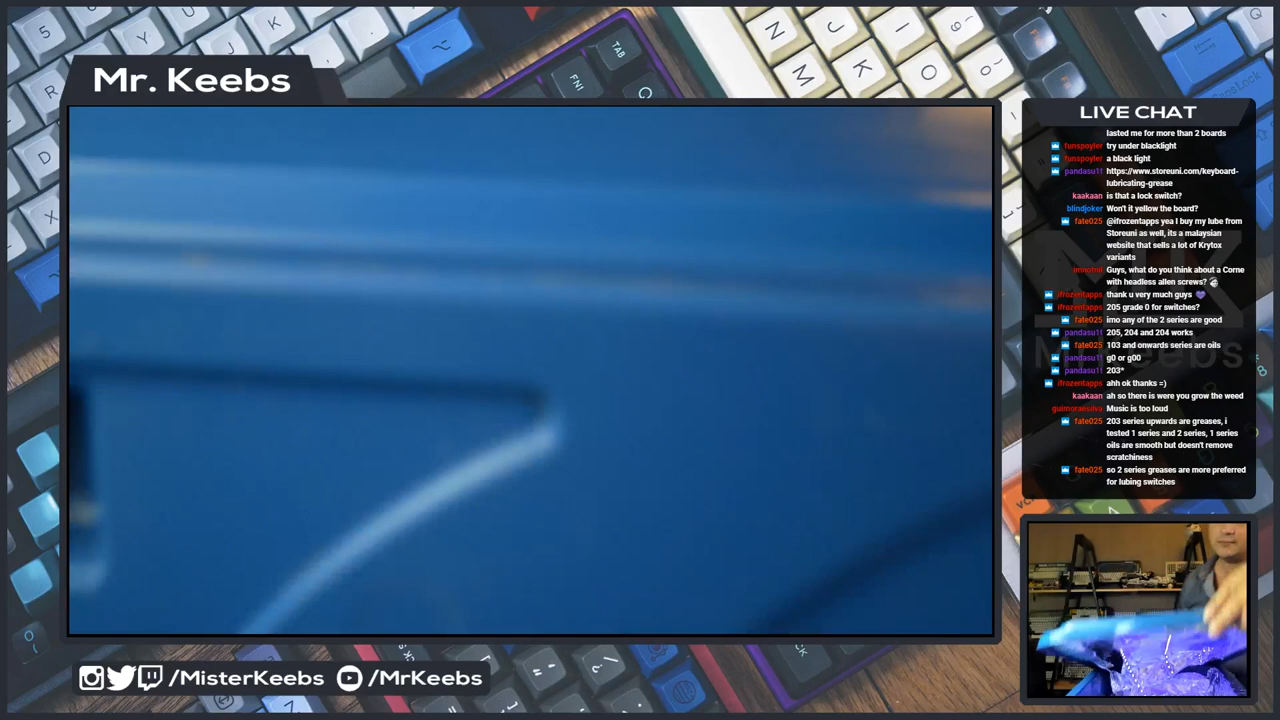 Mr. Keebs
LIVE CHAT
lasted me for more than 2 boards
funspoyler try under blacklight
funspoyler a black light
pandasu11 https://www.storeuni.com/keyboard-
lubricating-grease
kaakaan is that a lock switch?
blindjoker Won't it yellow the board?
fate025 @ifrozentapps yea I buy my lube from
Storeuni as well, its a malaysian
website that sells a lot of Krytox
variants
Guys, what do you think about a Corne
with headless allen screws?
ifrozentapps thank u very much guys
ifrozentapps 205 grade 0 for switches?
fate025 imo any of the 2 series are good
pandasu11 205, 204 and 204 works
fate025 103 and onwards series are oils
pandasu11 g0 or g00
pandasu11 203*
ifrozentapps ahh ok thanks =)
kaakaan ah so there is were you grow the weed
guimoraesilva Music is too loud
fate025 203 series upwards are greases, i
tested 1 series and 2 series, 1 series
oils are smooth but doesn't remove
scratchiness
fate025 so 2 series greases are more preferred
for lubing switches
/MisterKeebs /MrKeebs
TAB
FN1